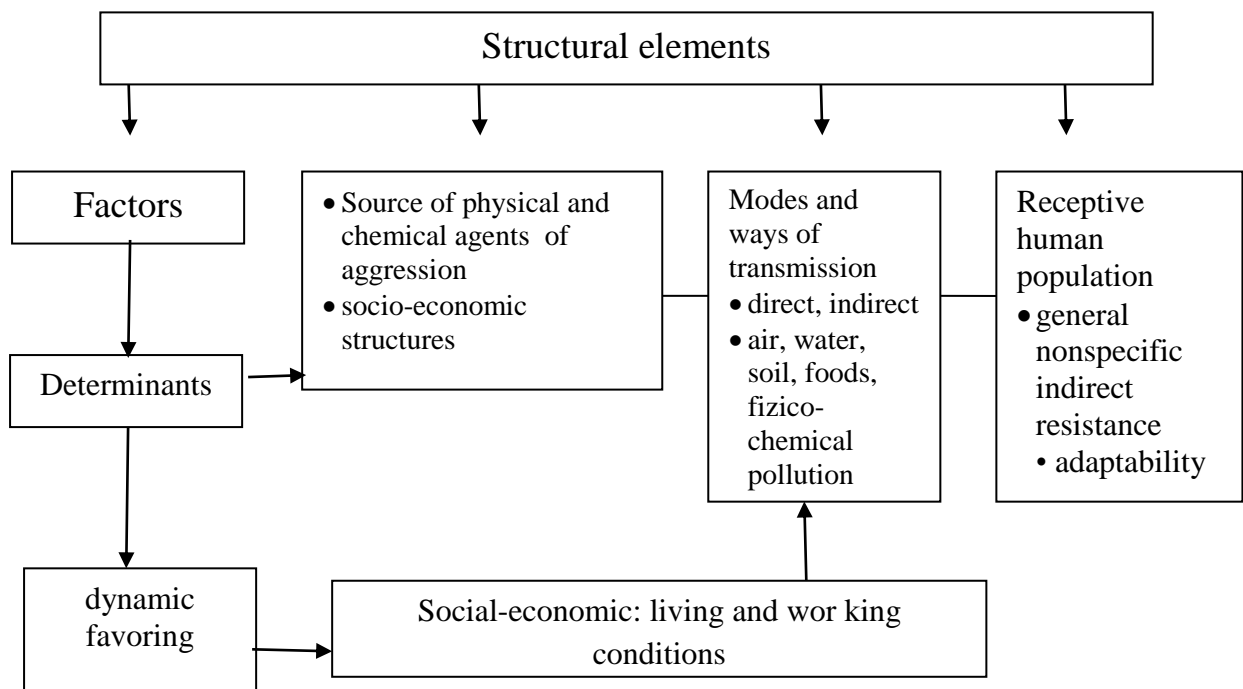 Structural elements
Factors
Determinants
dynamic
favoring
• Source of physical and
chemical agents of
aggression
• socio-economic
structures
Modes and
ways of
transmission
• direct, indirect
• air, water,
soil, foods,
fizico-
chemical
pollution
Receptive
human
population
• general
nonspecific
indirect
resistance
• adaptability
Social-economic: living and wor king
conditions